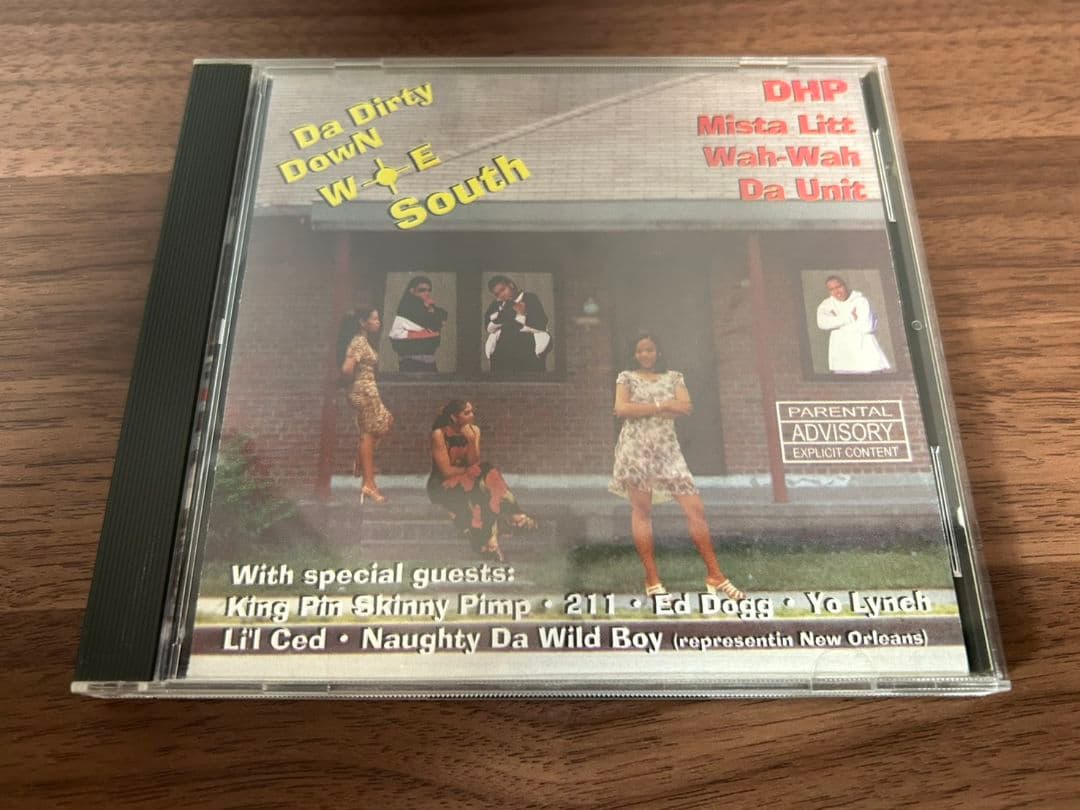 Da Dirty
DowN
W E
South
DHP
Mista Litt
Wah-Wah
Da Unit
PARENTAL
ADVISORY
EXPLICIT CONTENT
With special guests:
King Pin Skinny Pimp • 211 • Ed Dogg • Yo Lynch
Li'l Ced • Naughty Da Wild Boy (representin New Orleans)